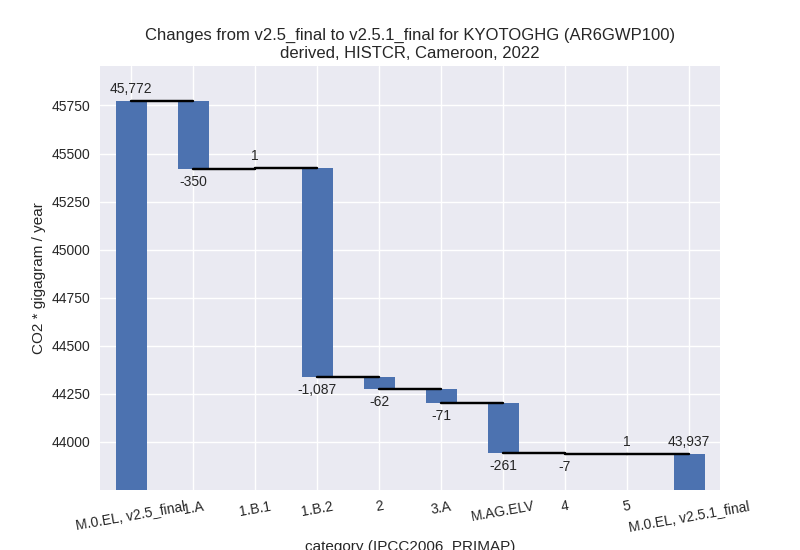 Changes from v2.5_final to v2.5.1_final for KYOTOGHG (AR6GWP100)
derived, HISTCR, Cameroon, 2022
CO2 * gigagram / year
45750
45500
45250
45000
44750
44500
44250
44000
45,772
-350
1
-1,087
-62
-71
-261
-7
1
43,937
M.0.EL, v2.5_final
1.A
1.B.1
1.B.2
2
3.A
M.AG.ELV
4
5
M.0.EL, v2.5.1_final
category (IPCC2006_PRIMAP)